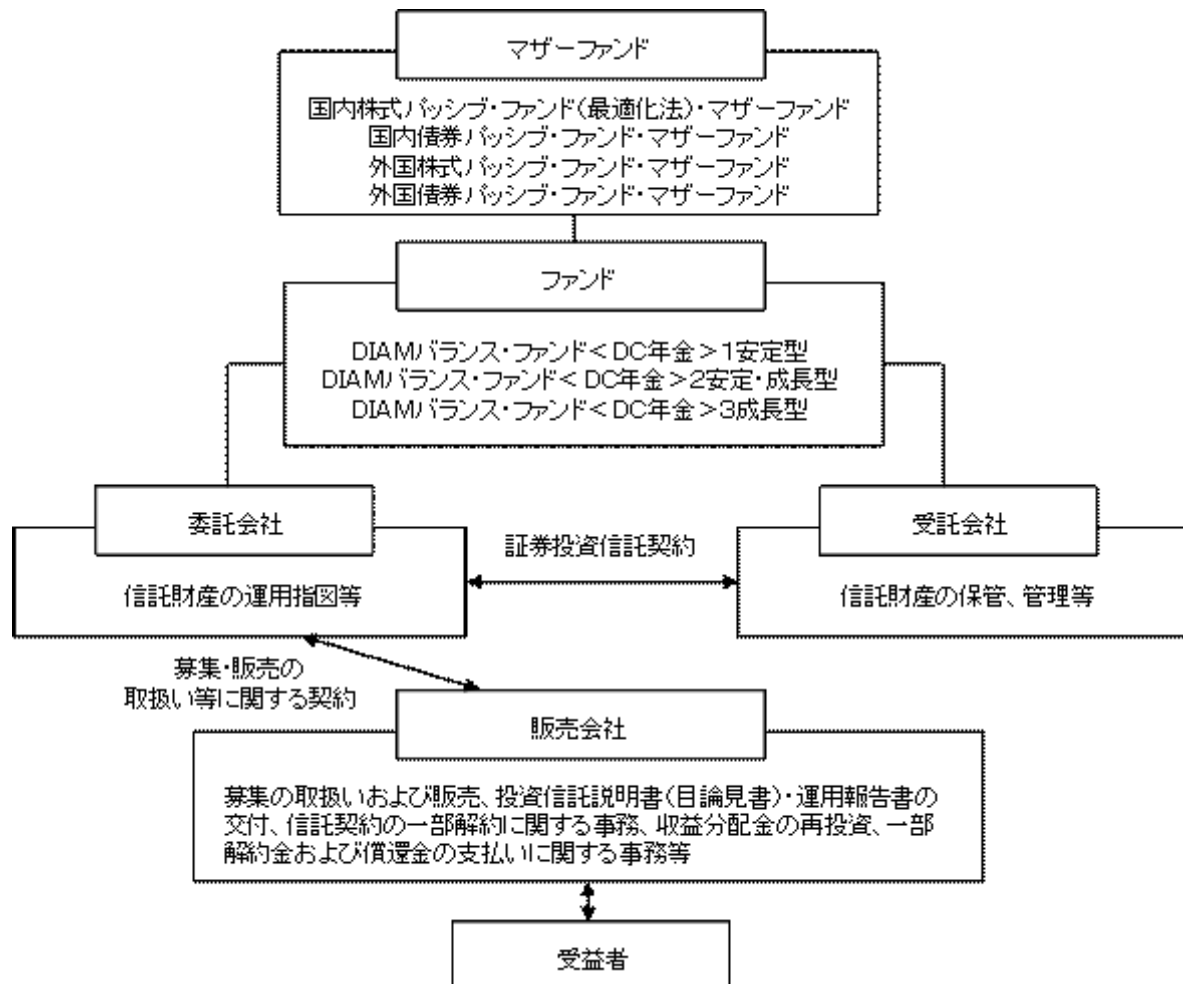 マザーファンド
国内株式パッシブ・ファンド(最適化法)・マザーファンド
国内債券パッシブ・ファンド・マザーファンド
外国株式パッシブ・ファンド・マザーファンド
外国債券パッシブ・ファンド・マザーファンド
ファンド
DIAMバランス・ファンド<DC年金>1安定型
DIAMバランス・ファンド<DC年金>2安定・成長型
DIAMバランス・ファンド<DC年金>3成長型
委託会社
信託財産の運用指図等
証券投資信託契約
受託会社
信託財産の保管、管理等
募集・販売の
取扱い等に関する契約
販売会社
募集の取扱いおよび販売、投資信託説明書(目論見書)・運用報告書の
交付、信託契約の一部解約に関する事務、収益分配金の再投資、一部
解約金および償還金の支払いに関する事務等
受益者